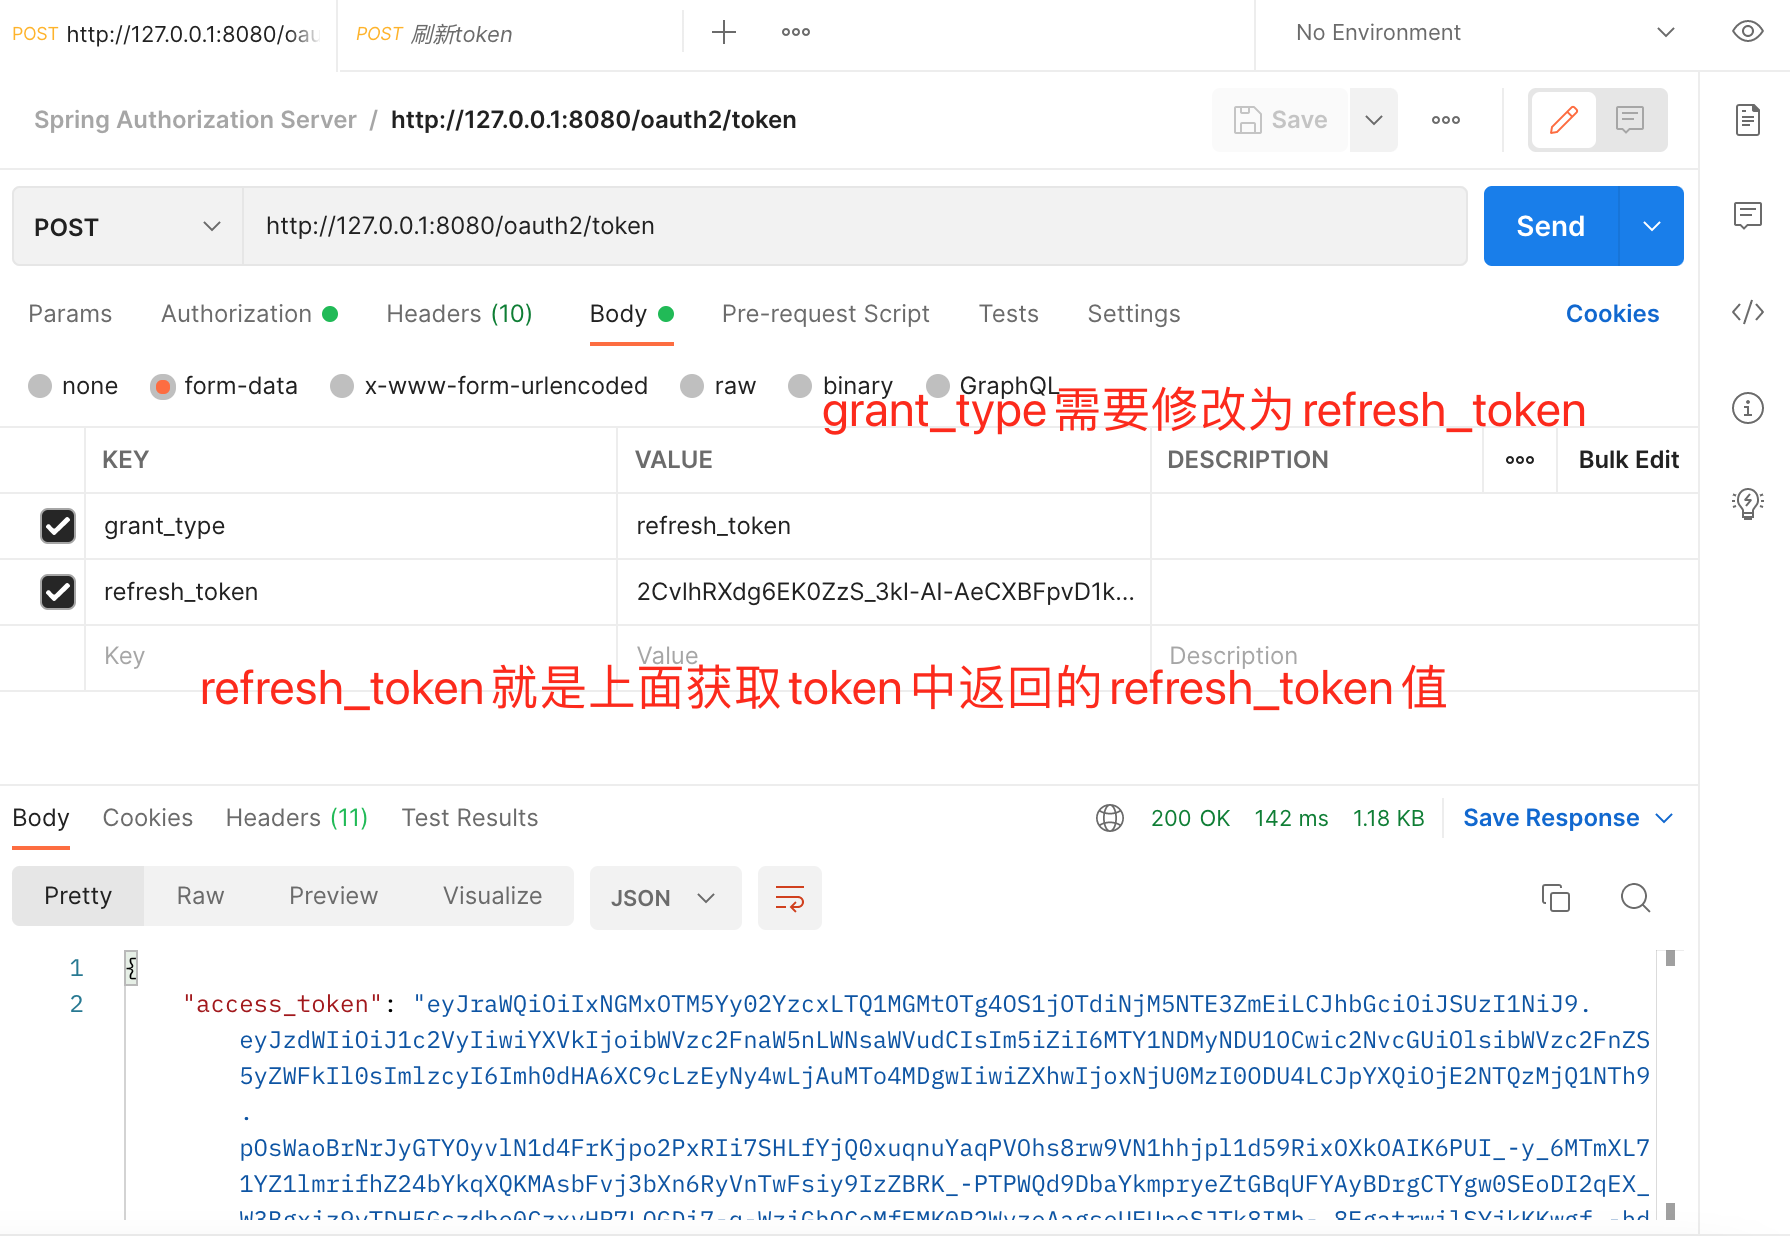 POST http://127.0.0.1:8080/oau
POST 刷新token
No Environment
Spring Authorization Server / http://127.0.0.1:8080/oauth2/token
Save
POST
http://127.0.0.1:8080/oauth2/token
Send
Params Authorization Headers (10) Body Pre-request Script Tests Settings Cookies
none form-data x-www-form-urlencoded raw binary GraphQL
grant_type需要修改为refresh_token
KEY VALUE DESCRIPTION Bulk Edit
grant_type refresh_token
refresh_token 2CvlhRXdg6EK0ZzS_3kl-AI-AeCXBFpvD1k...
Key Value Description
refresh_token就是上面获取token中返回的refresh_token值
Body Cookies Headers (11) Test Results 200 OK 142 ms 1.18 KB Save Response
Pretty Raw Preview Visualize JSON
1 {
2 "access_token": "eyJraWQiOiIxNGMxOTM5Yy02YzcxLTQ1MGMtOTg4OS1jOTdiNjM5NTE3ZmEiLCJhbGciOiJSUzI1NiJ9.
eyJzdWIiOiJ1c2VyIiwiYXVkIjoibWVzc2FnaW5nLWNsaWVudCIsIm5iZiI6MTY1NDMyNDU1OCwic2NvcGUiOlsibWVzc2FnZS
5yZWFkIl0sImlzcyI6Imh0dHA6XC9cLzEyNy4wLjAuMTo4MDgwIiwiZXhwIjoxNjU0MzI0ODU4LCJpYXQiOjE2NTQzMjQ1NTh9
.
pOsWaoBrNrJyGTYOyvlN1d4FrKjpo2PxRIi7SHLfYjQ0xuqnuYaqPVOhs8rw9VN1hhjpl1d59RixOXkOAIK6PUI_-y_6MTmXL7
1YZ1lmrifhZ24bYkqXQKMAsbFvj3bXn6RyVnTwFsiy9IzZBRK_-PTPWQd9DbaYkmpryeZtGBqUFYAyBDrgCTYgw0SEoDI2qEX_